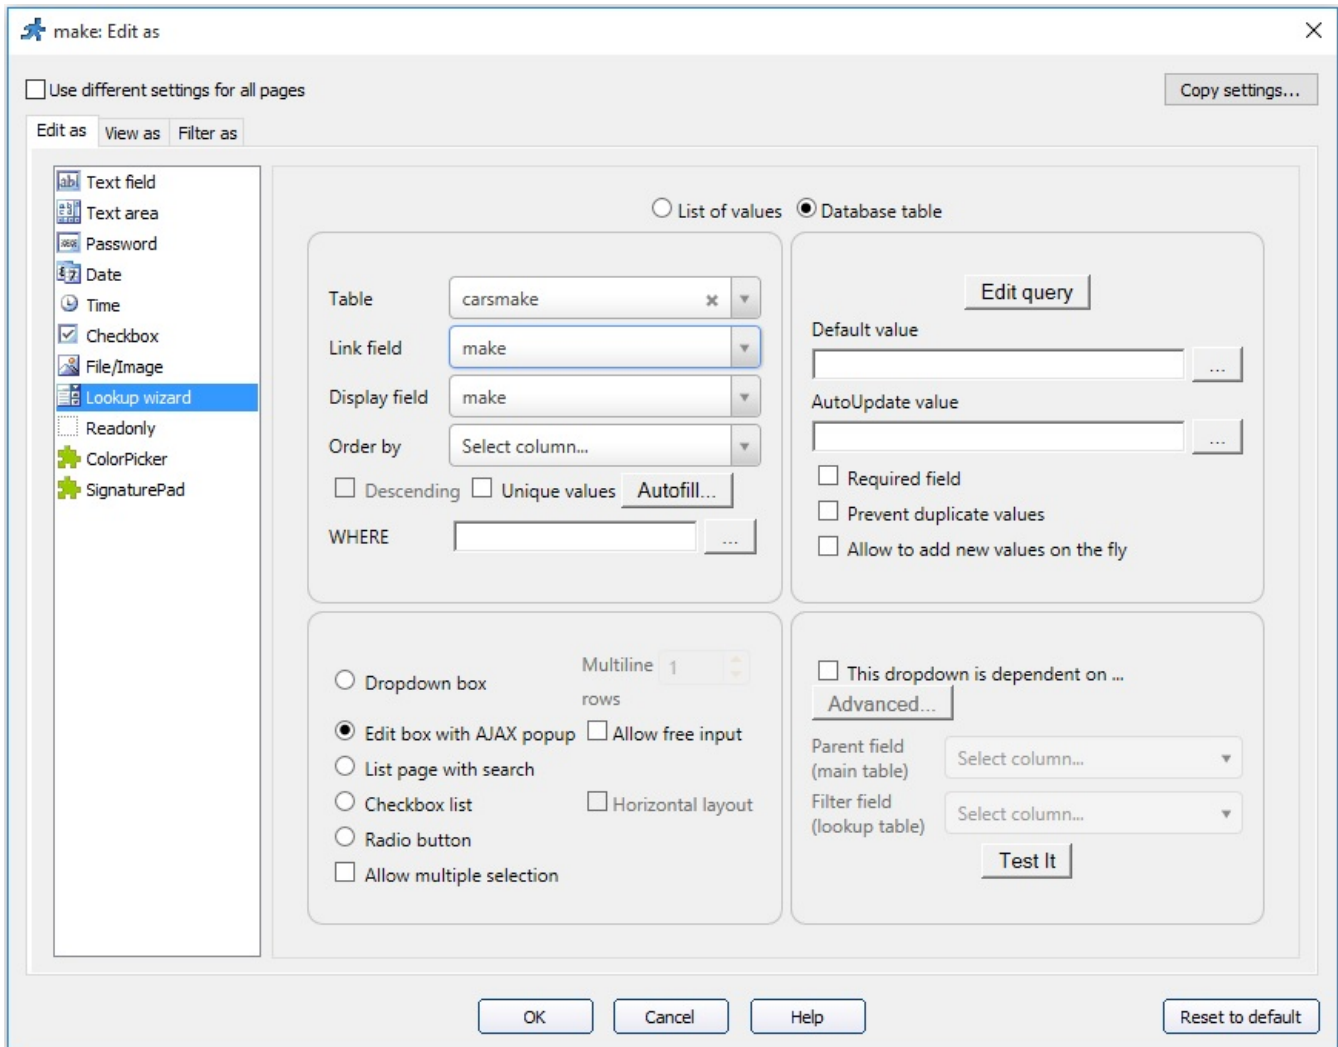 make: Edit as
Use different settings for all pages
Copy settings...
Edit as View as Filter as
Text field
Text area
Password
Date
Time
Checkbox
File/Image
Lookup wizard
Readonly
ColorPicker
SignaturePad
List of values Database table
Table carsmake
Link field make
Display field make
Order by Select column...
Descending Unique values Autofill...
WHERE ...
Edit query
Default value
...
AutoUpdate value
...
Required field
Prevent duplicate values
Allow to add new values on the fly
Dropdown box
Multiline 1
rows
Edit box with AJAX popup Allow free input
List page with search
Checkbox list Horizontal layout
Radio button
Allow multiple selection
This dropdown is dependent on ...
Advanced...
Parent field
(main table)
Select column...
Filter field
(lookup table)
Select column...
Test It
OK Cancel Help Reset to default